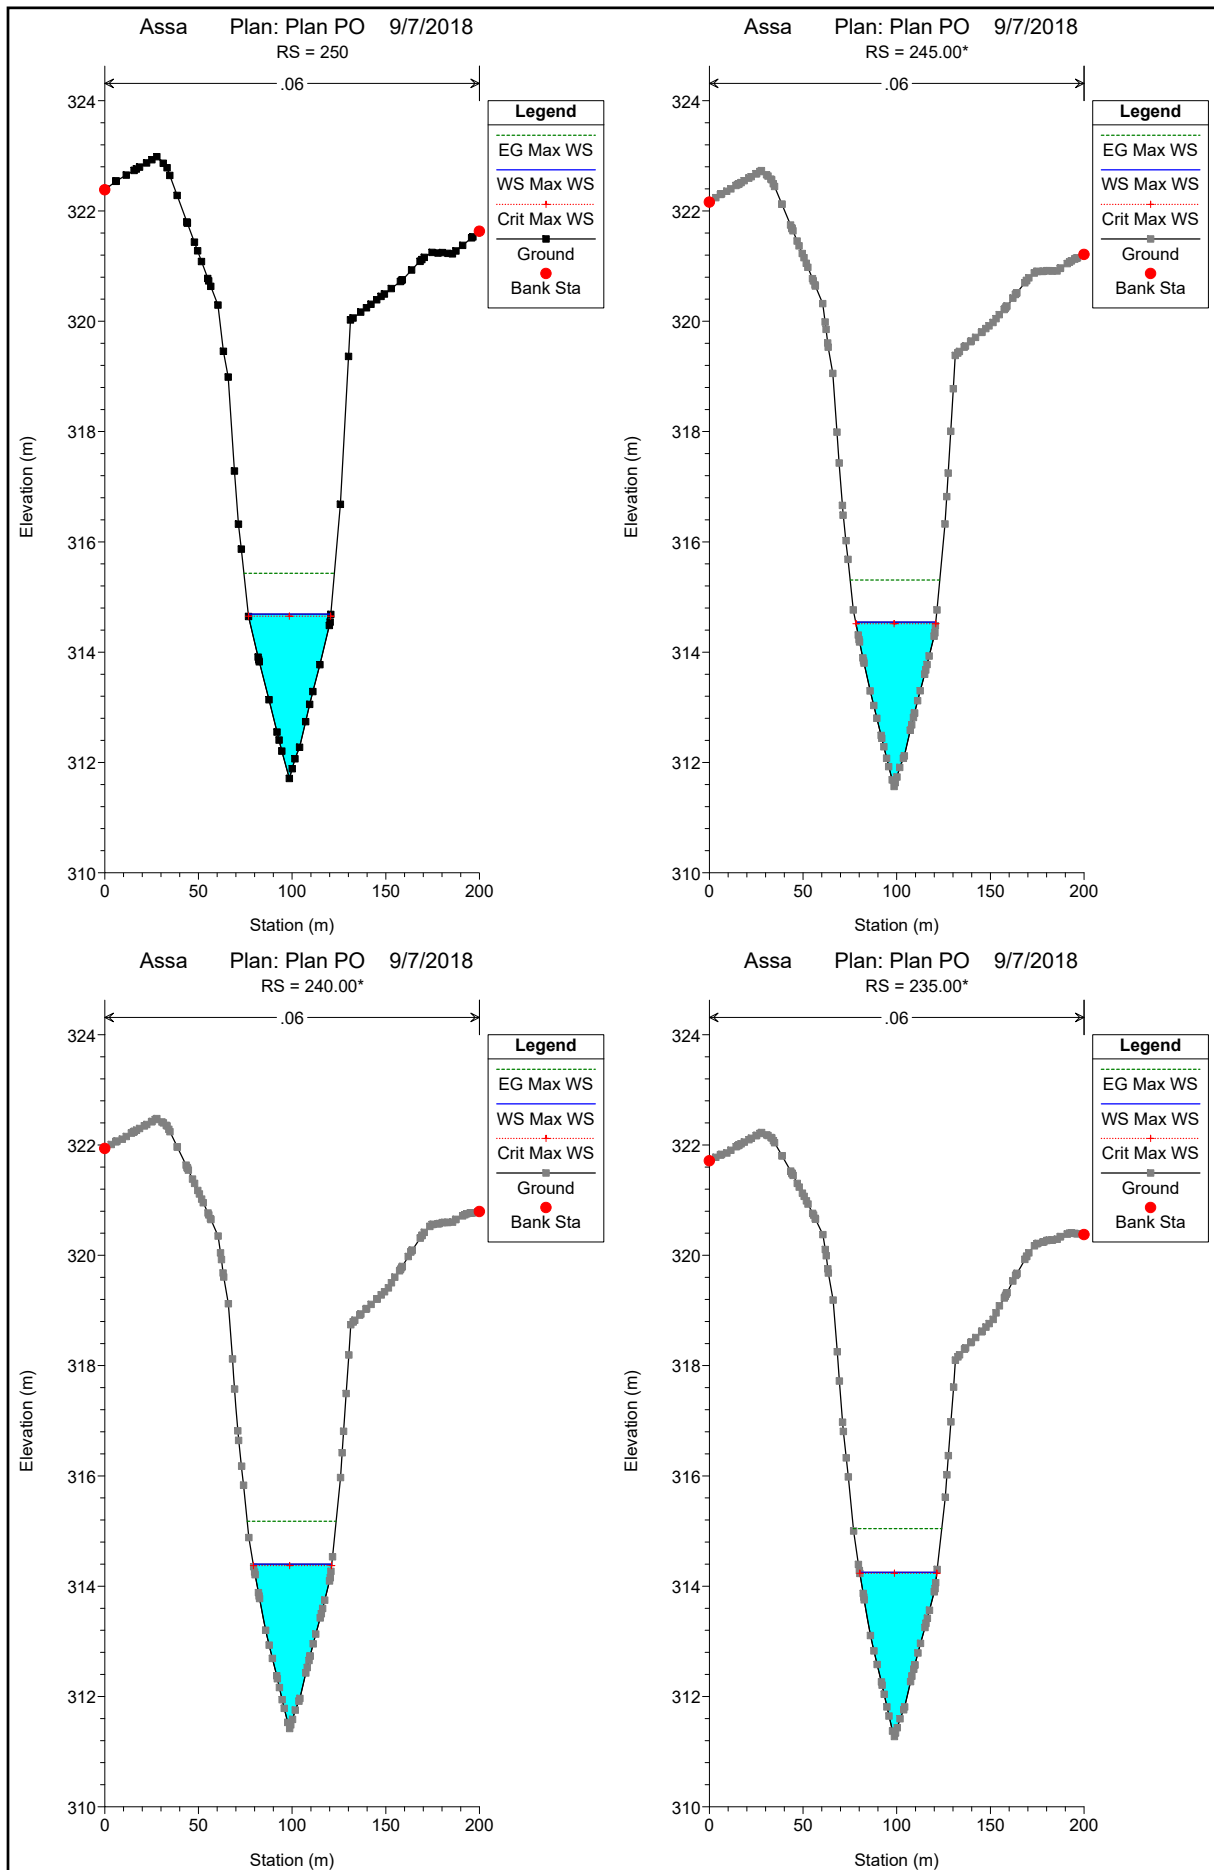 Assa Plan: Plan PO 9/7/2018
RS = 250
.06
324
322
320
318
316
314
312
310
0 50 100 150 200
Station (m)
Elevation (m)
Legend
EG Max WS
WS Max WS
Crit Max WS
Ground
Bank Sta
Assa Plan: Plan PO 9/7/2018
RS = 245.00*
.06
324
322
320
318
316
314
312
310
0 50 100 150 200
Station (m)
Elevation (m)
Legend
EG Max WS
WS Max WS
Crit Max WS
Ground
Bank Sta
Assa Plan: Plan PO 9/7/2018
RS = 240.00*
.06
324
322
320
318
316
314
312
310
0 50 100 150 200
Station (m)
Elevation (m)
Legend
EG Max WS
WS Max WS
Crit Max WS
Ground
Bank Sta
Assa Plan: Plan PO 9/7/2018
RS = 235.00*
.06
324
322
320
318
316
314
312
310
0 50 100 150 200
Station (m)
Elevation (m)
Legend
EG Max WS
WS Max WS
Crit Max WS
Ground
Bank Sta